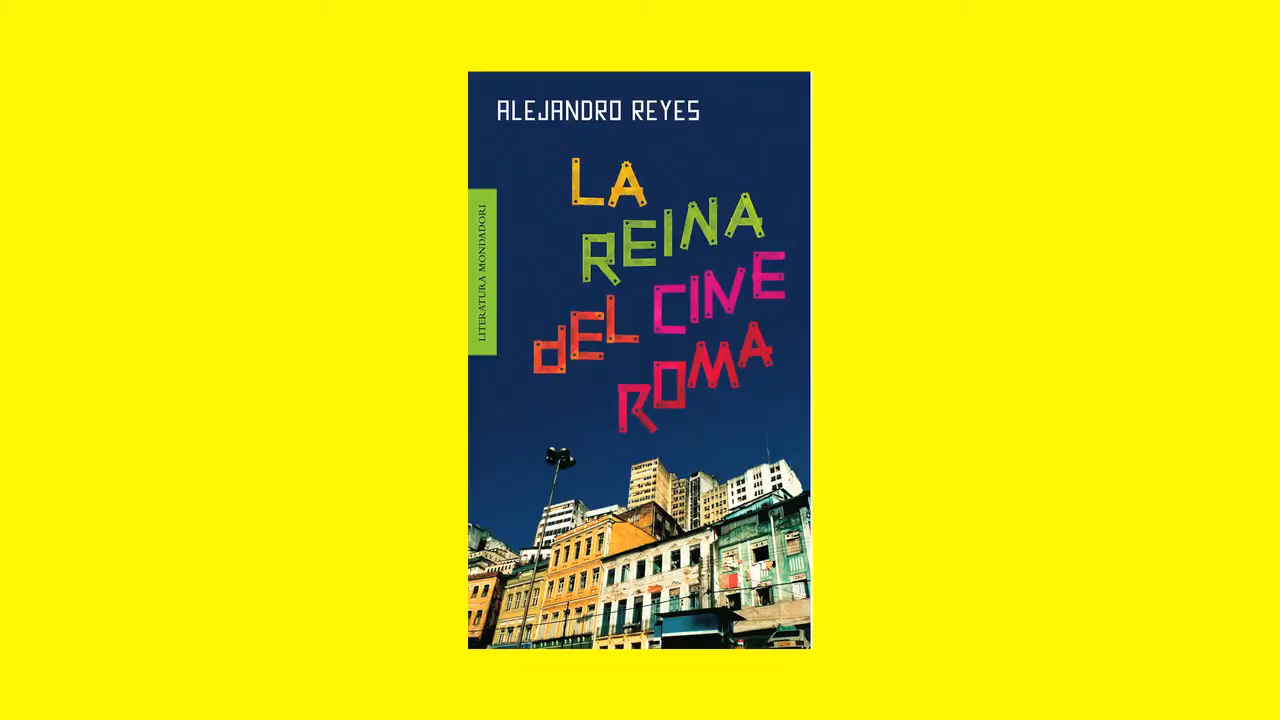 ALEJANDRO REYES
LA
REINA
DEL CINE
ROMA
LITERATURA MONDADORI